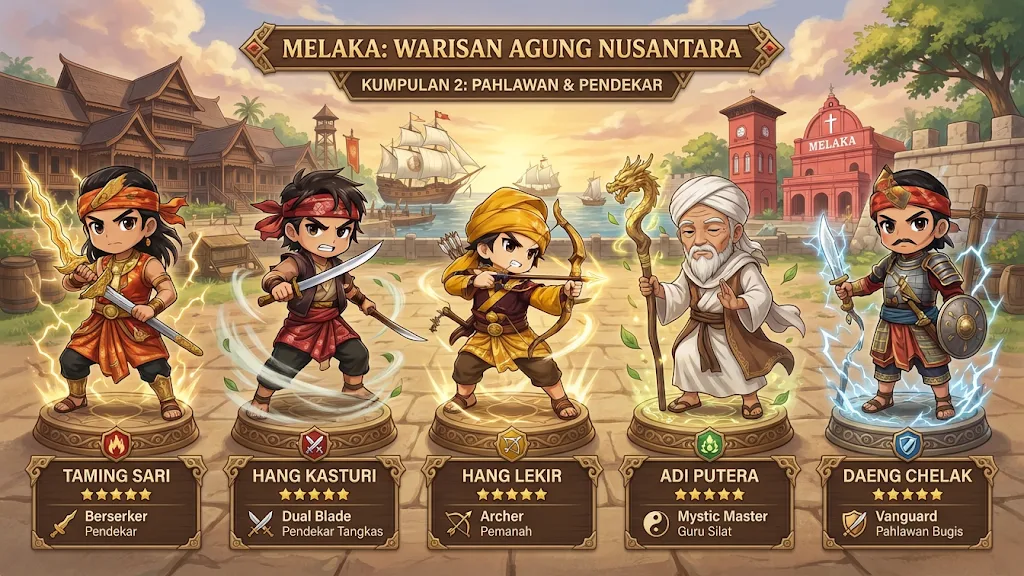 MELAKA: WARISAN AGUNG NUSANTARA
KUMPULAN 2: PAHLAWAN & PENDEKAR
MELAKA
TAMING SARI
Berserker
Pendekar
HANG KASTURI
Dual Blade
Pendekar Tangkas
HANG LEKIR
Archer
Pemanah
ADI PUTERA
Mystic Master
Guru Silat
DAENG CHELAK
Vanguard
Pahlawan Bugis